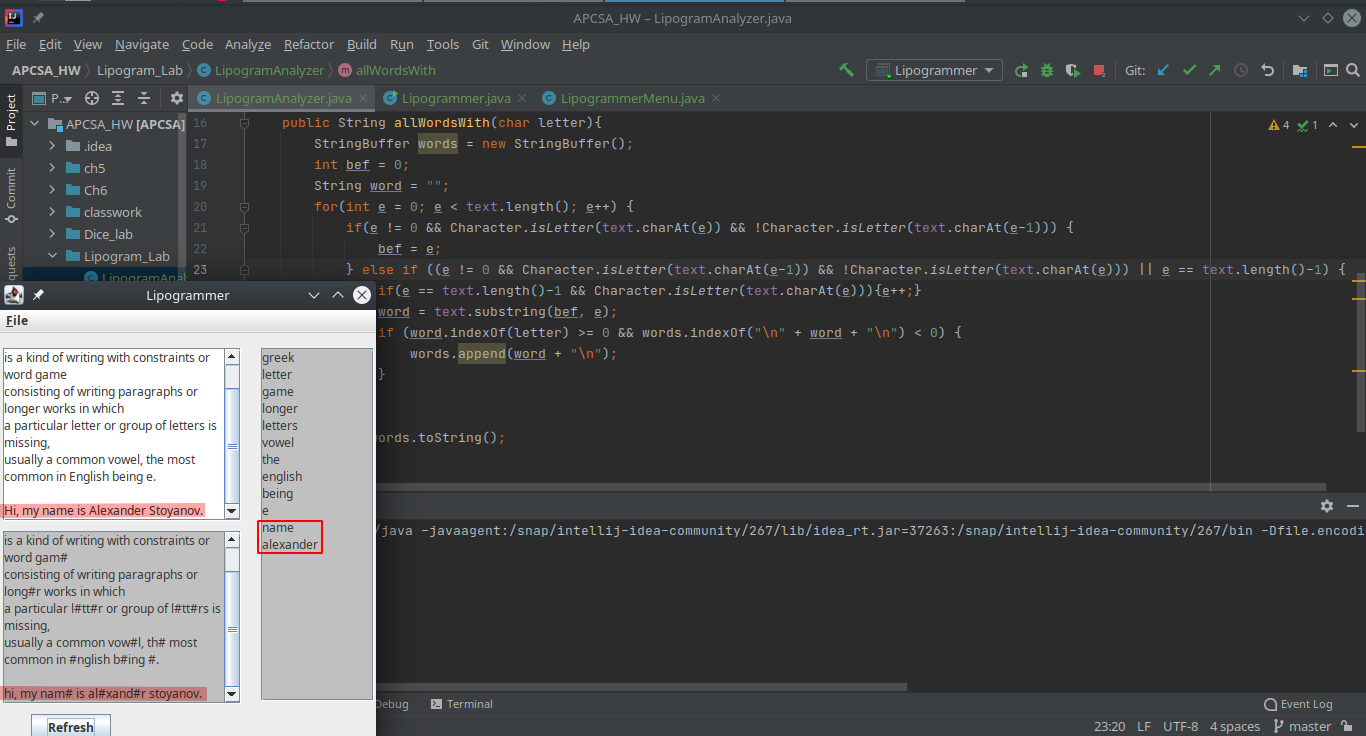 APCSA_HW – LipogramAnalyzer.java
File Edit View Navigate Code Analyze Refactor Build Run Tools Git Window Help
APCSA_HW Lipogram_Lab LipogramAnalyzer allWordsWith Lipogrammer Git:
Project P... LipogramAnalyzer.java Lipogrammer.java LipogrammerMenu.java
APCSA_HW [APCSA]
.idea
ch5
Ch6
classwork
Dice_lab
Lipogram_Lab
Commit
4 1
16 public String allWordsWith(char letter){
17 StringBuffer words = new StringBuffer();
18 int bef = 0;
19 String word = "";
20 for(int e = 0; e < text.length(); e++) {
21 if(e != 0 && Character.isLetter(text.charAt(e)) && !Character.isLetter(text.charAt(e-1))) {
22 bef = e;
23 } else if ((e != 0 && Character.isLetter(text.charAt(e-1)) && !Character.isLetter(text.charAt(e))) || e == text.length()-1) {
if(e == text.length()-1 && Character.isLetter(text.charAt(e))){e++;}
word = text.substring(bef, e);
if (word.indexOf(letter) >= 0 && words.indexOf("\n" + word + "\n") < 0) {
words.append(word + "\n");
}
ords.toString();
/java -javaagent:/snap/intellij-idea-community/267/lib/idea_rt.jar=37263:/snap/intellij-idea-community/267/bin -Dfile.encodi
Lipogrammer
File
is a kind of writing with constraints or
word game
consisting of writing paragraphs or
longer works in which
a particular letter or group of letters is
missing,
usually a common vowel, the most
common in English being e.
Hi, my name is Alexander Stoyanov.
is a kind of writing with constraints or
word gam#
consisting of writing paragraphs or
long#r works in which
a particular l#tt#r or group of l#tt#rs is
missing,
usually a common vow#l, th# most
common in #nglish b#ing #.
hi, my nam# is al#xand#r stoyanov.
greek
letter
game
longer
letters
vowel
the
english
being
e
name
alexander
Refresh
Debug Terminal Event Log
23:20 LF UTF-8 4 spaces master